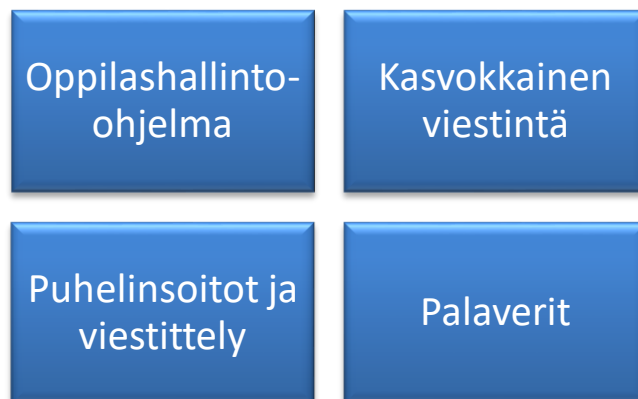 Oppilashallinto-
ohjelma
Kasvokkainen
viestintä
Puhelinsoitot ja
viestittely
Palaverit